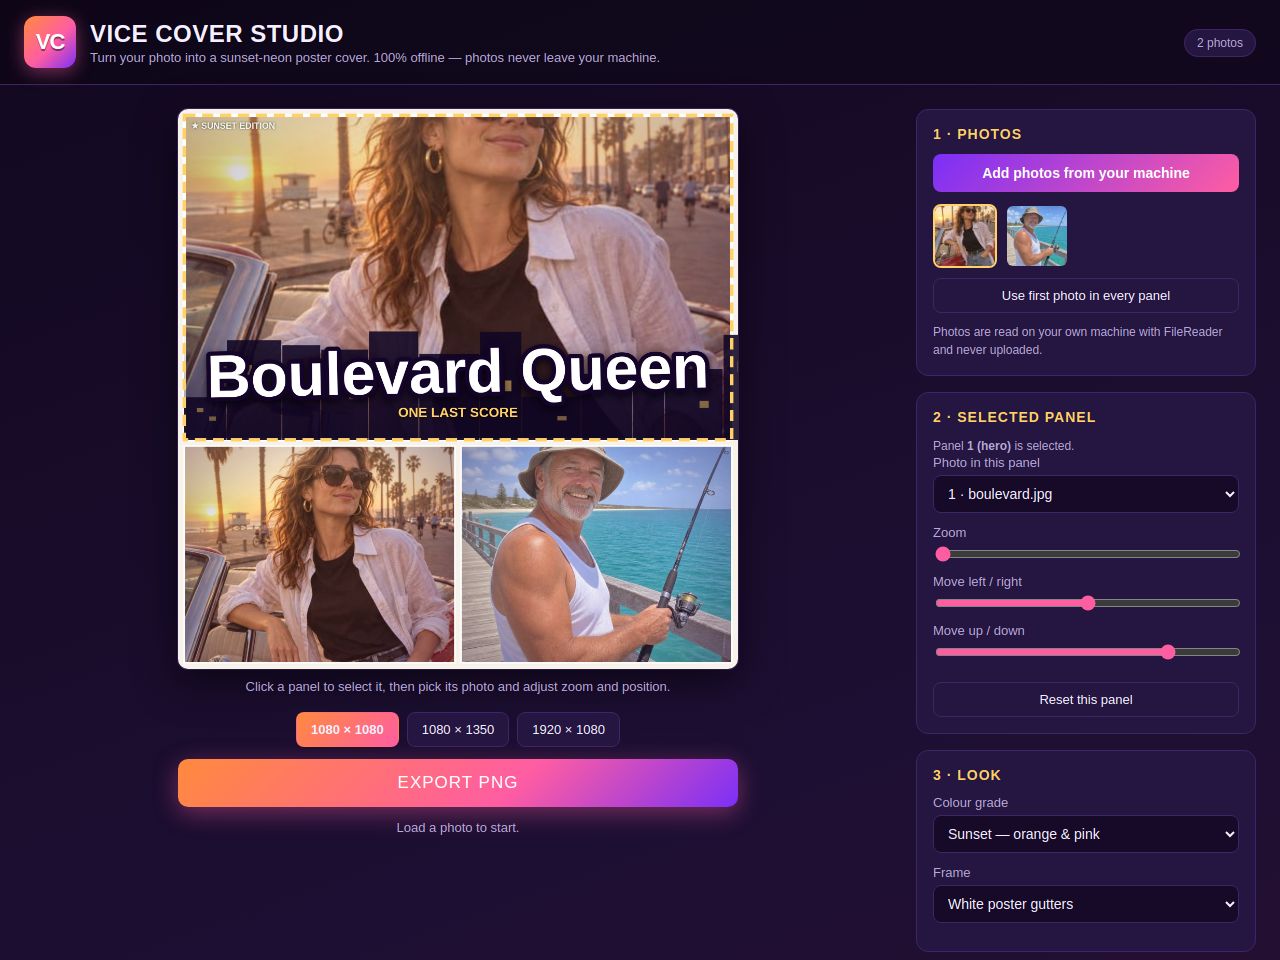 VC
VICE COVER STUDIO
Turn your photo into a sunset-neon poster cover. 100% offline — photos never leave your machine.
2 photos
★ SUNSET EDITION
Boulevard Queen
ONE LAST SCORE
Click a panel to select it, then pick its photo and adjust zoom and position.
1080 × 1080
1080 × 1350
1920 × 1080
EXPORT PNG
Load a photo to start.
1 · PHOTOS
Add photos from your machine
Use first photo in every panel
Photos are read on your own machine with FileReader
and never uploaded.
2 · SELECTED PANEL
Panel 1 (hero) is selected.
Photo in this panel
1 · boulevard.jpg
Zoom
Move left / right
Move up / down
Reset this panel
3 · LOOK
Colour grade
Sunset — orange & pink
Frame
White poster gutters